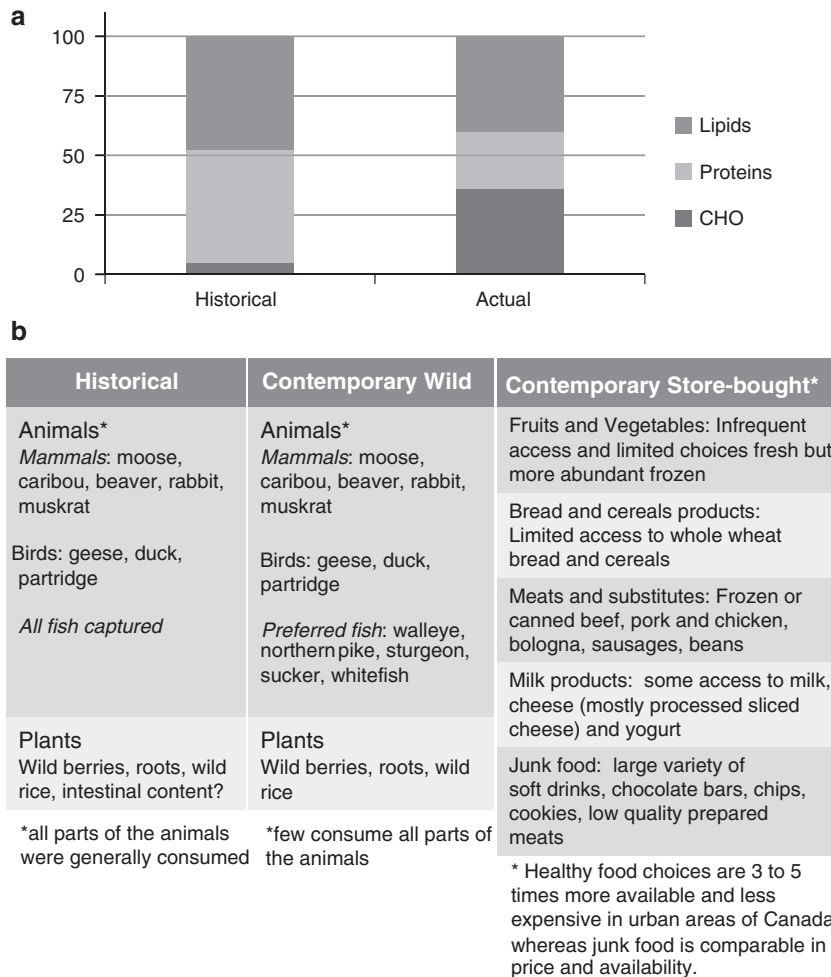 a
100
75
50
25
0
Historical
Actual
Lipids
Proteins
CHO
b
Historical
Animals*
Mammals: moose,
caribou, beaver, rabbit,
muskrat
Birds: geese, duck,
partridge
All fish captured
Plants
Wild berries, roots, wild
rice, intestinal content?
*all parts of the animals
were generally consumed
Contemporary Wild
Animals*
Mammals: moose,
caribou, beaver, rabbit,
muskrat
Birds: geese, duck,
partridge
Preferred fish: walleye,
northern pike, sturgeon,
sucker, whitefish
Plants
Wild berries, roots, wild
rice
*few consume all parts of
the animals
Contemporary Store-bought*
Fruits and Vegetables: Infrequent
access and limited choices fresh but
more abundant frozen
Bread and cereals products:
Limited access to whole wheat
bread and cereals
Meats and substitutes: Frozen or
canned beef, pork and chicken,
bologna, sausages, beans
Milk products: some access to milk,
cheese (mostly processed sliced
cheese) and yogurt
Junk food: large variety of
soft drinks, chocolate bars, chips,
cookies, low quality prepared
meats
* Healthy food choices are 3 to 5
times more available and less
expensive in urban areas of Canada
whereas junk food is comparable in
price and availability.